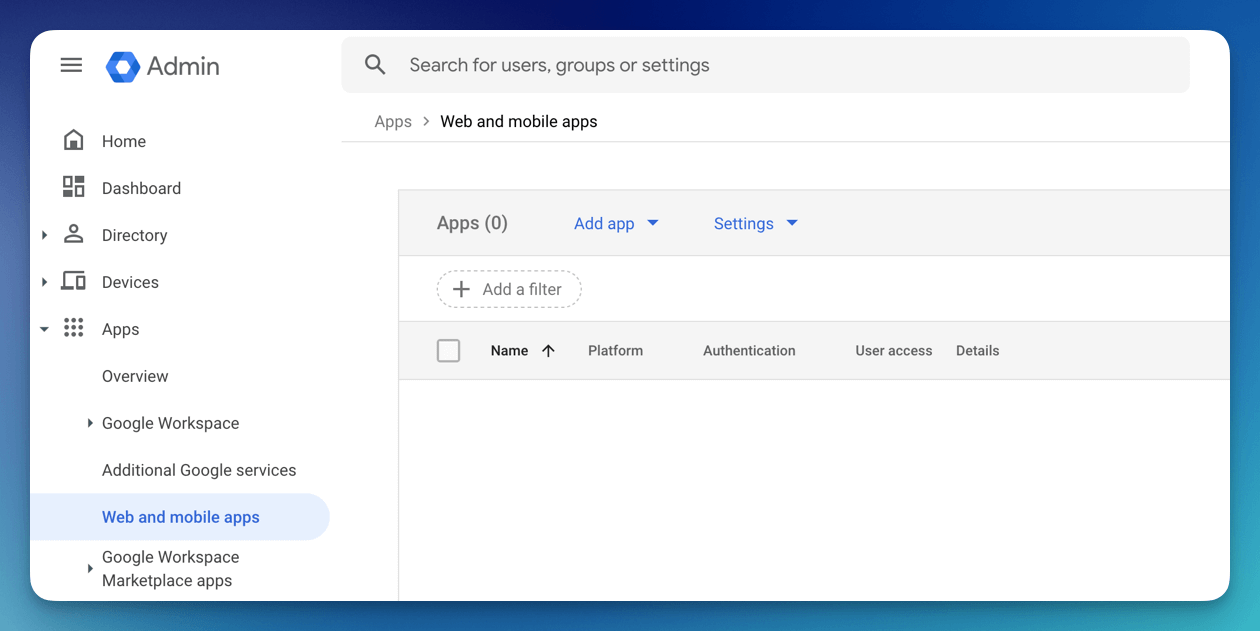 Admin
Search for users, groups or settings
Apps > Web and mobile apps
Home
Dashboard
Directory
Devices
Apps
Overview
Google Workspace
Additional Google services
Web and mobile apps
Google Workspace
Marketplace apps
Apps (0) Add app Settings
Add a filter
Name Platform Authentication User access Details